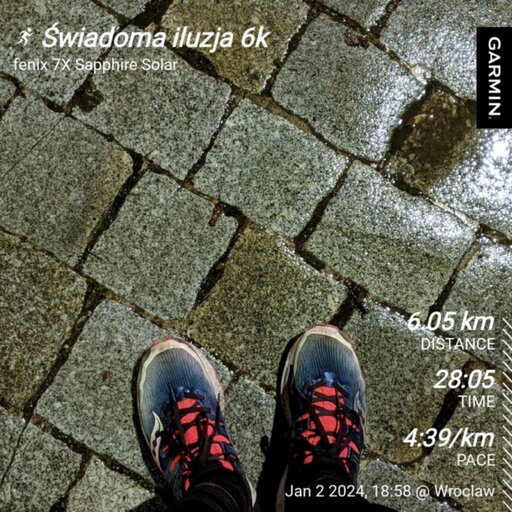 Świadoma iluzja 6k
fenix 7X Sapphire Solar
GARMIN.
6.05 km
DISTANCE
28:05
TIME
4:39/km
PACE
Jan 2 2024, 18:58 @ Wroclaw